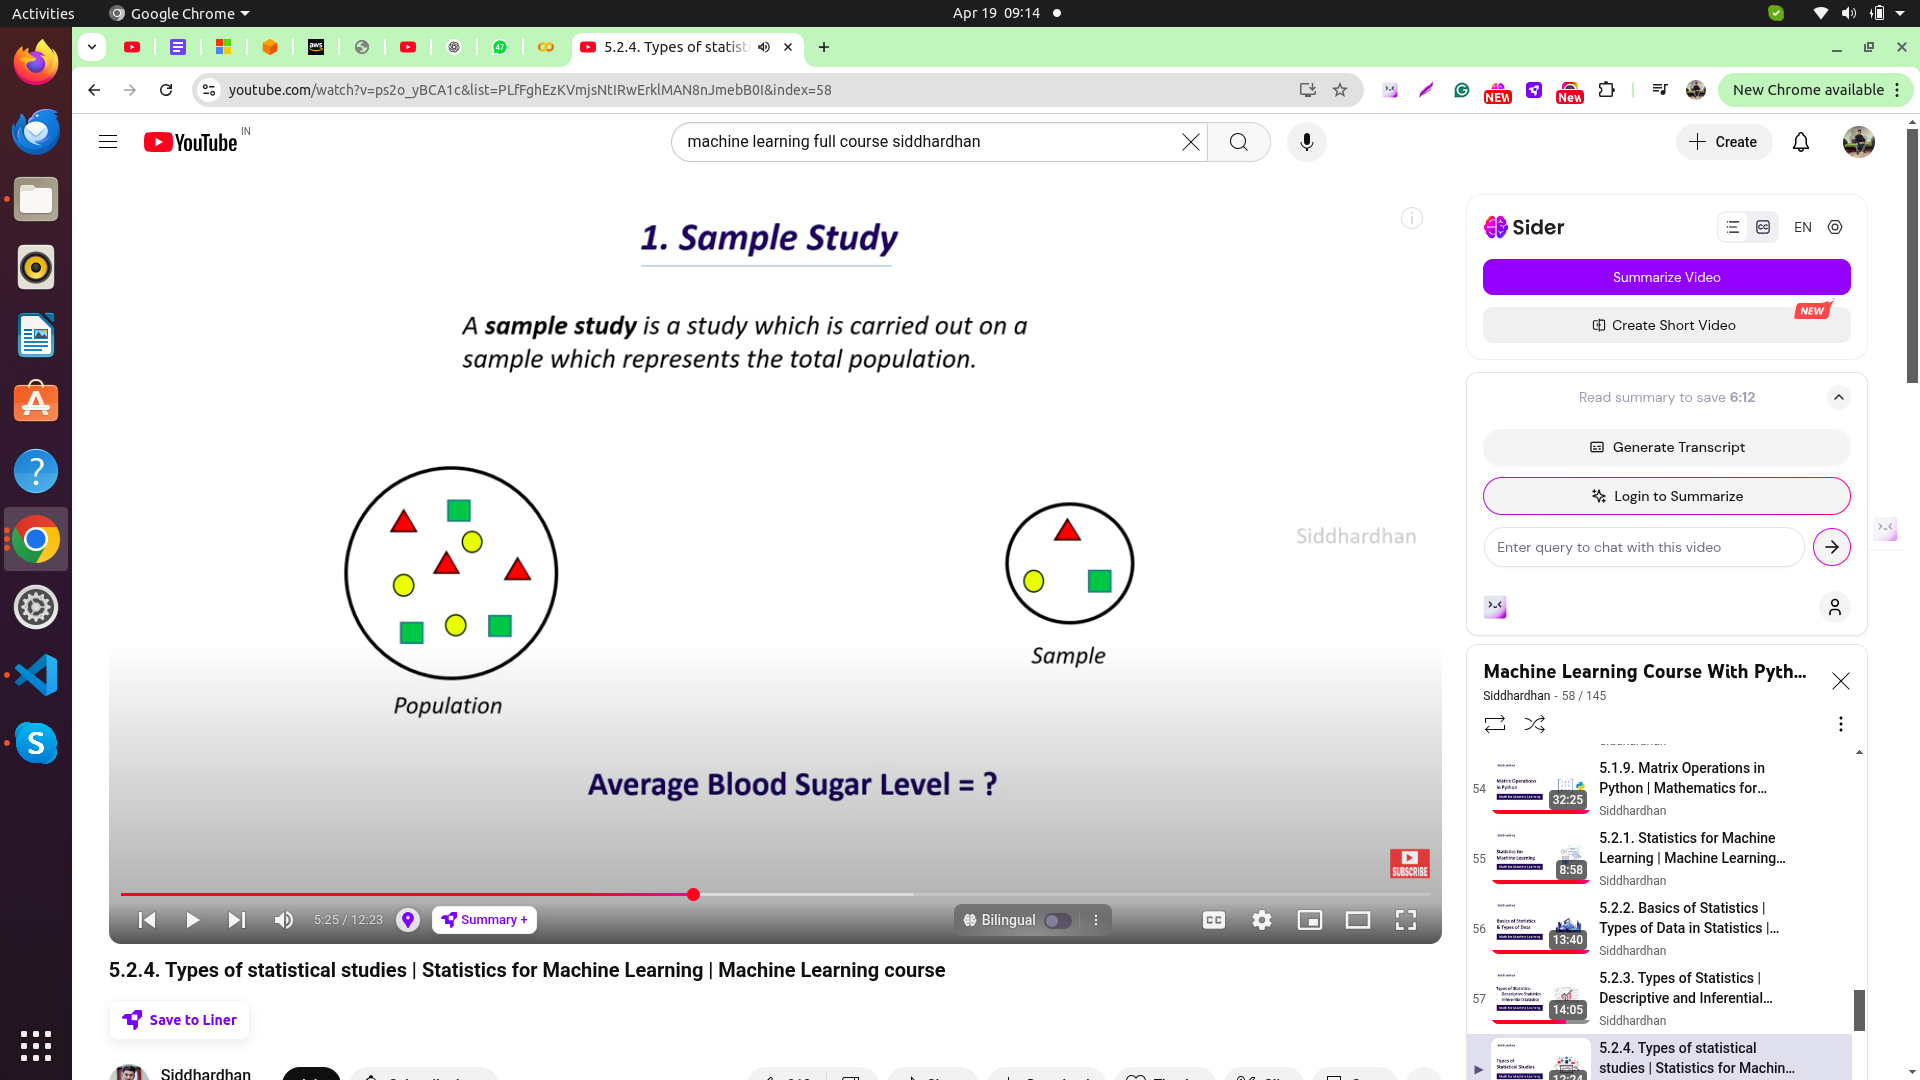 Activities
Google Chrome
Apr 19 09:14
5.2.4. Types of statist
youtube.com/watch?v=ps2o_yBCA1c&list=PLfFghEzKVmjsNtIRwErklMAN8nJmebB0I&index=58
NEW
New
New Chrome available
YouTube
IN
machine learning full course siddhardhan
Create
1. Sample Study
A sample study is a study which is carried out on a
sample which represents the total population.
Siddhardhan
Sample
Population
Average Blood Sugar Level = ?
SUBSCRIBE
5:25 / 12:23
Summary +
Bilingual
CC
5.2.4. Types of statistical studies | Statistics for Machine Learning | Machine Learning course
Save to Liner
Siddhardhan
Sider
EN
Summarize Video
NEW
Create Short Video
Read summary to save 6:12
Generate Transcript
Login to Summarize
Enter query to chat with this video
Machine Learning Course With Pyth...
Siddhardhan - 58 / 145
54
32:25
5.1.9. Matrix Operations in
Python | Mathematics for...
Siddhardhan
55
8:58
5.2.1. Statistics for Machine
Learning | Machine Learning...
Siddhardhan
56
13:40
5.2.2. Basics of Statistics |
Types of Data in Statistics |...
Siddhardhan
57
14:05
5.2.3. Types of Statistics |
Descriptive and Inferential...
Siddhardhan
5.2.4. Types of statistical
studies | Statistics for Machin...